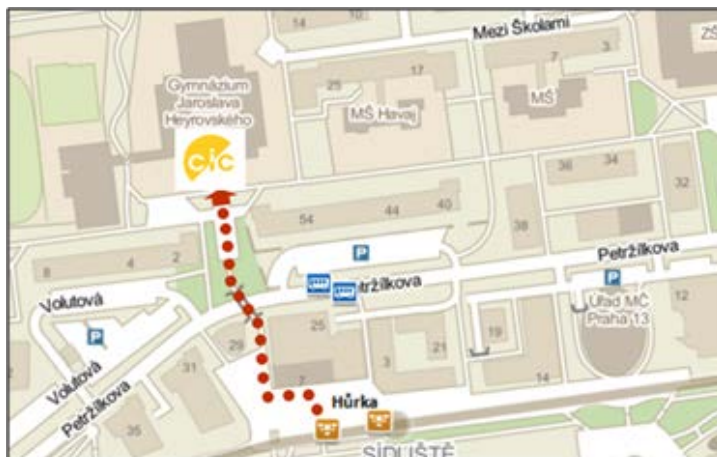 14
10
Mezi Školami
ZŠ
Gymnázium
Jaroslava
Heyrovského
25
17
7
3
MŠ Havaj
MŠ
CIC
36
34
32
54
44
40
38
8
4
2
P
Petržilkova
P
Volutová
Úřad MČ
Praha 13
12
P
29
25
19
21
3
31
7
14
Volutová
Petržilkova
35
Hůrka
SÍDLIŠTĚ